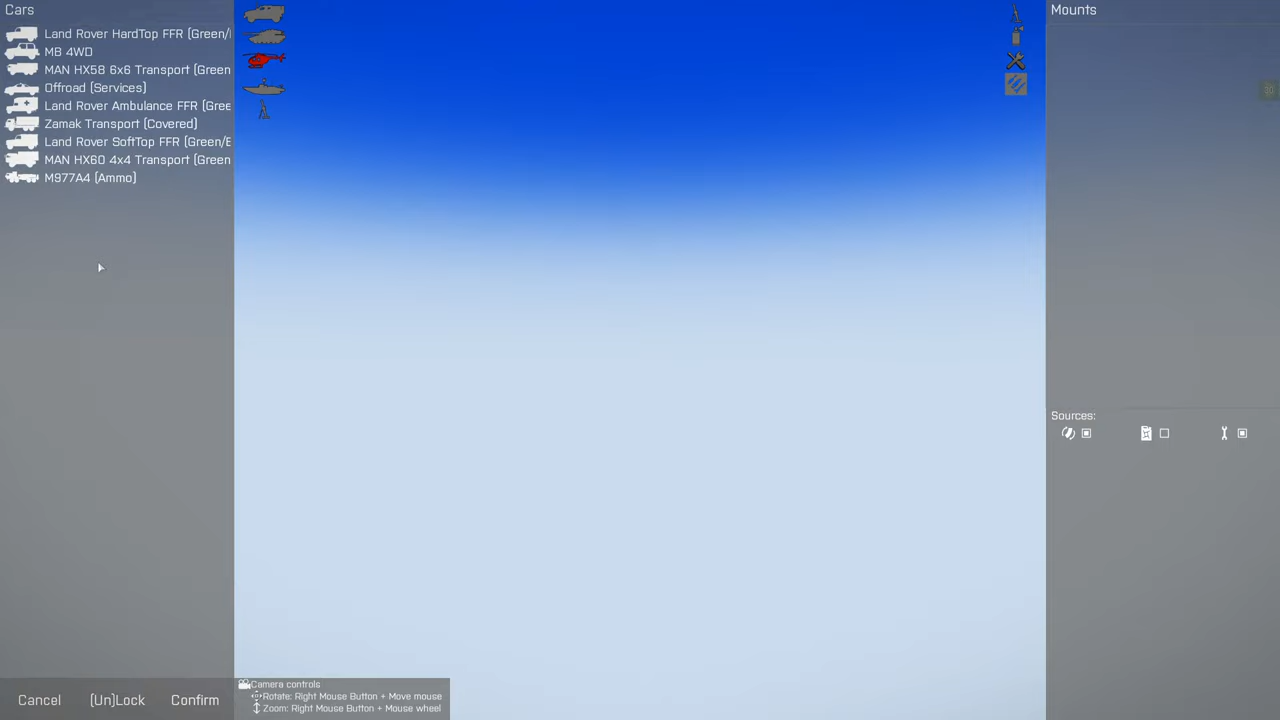 Cars
Land Rover HardTop FFR (Green/
MB 4WD
MAN HX58 6x6 Transport (Green
Offroad (Services)
Land Rover Ambulance FFR (Gree
Zamak Transport (Covered)
Land Rover SoftTop FFR (Green/B
MAN HX60 4x4 Transport (Green
M977A4 (Ammo)
Mounts
Sources:
Cancel
(Un)Lock
Confirm
Camera controls
Rotate: Right Mouse Button + Move mouse
Zoom: Right Mouse Button + Mouse wheel